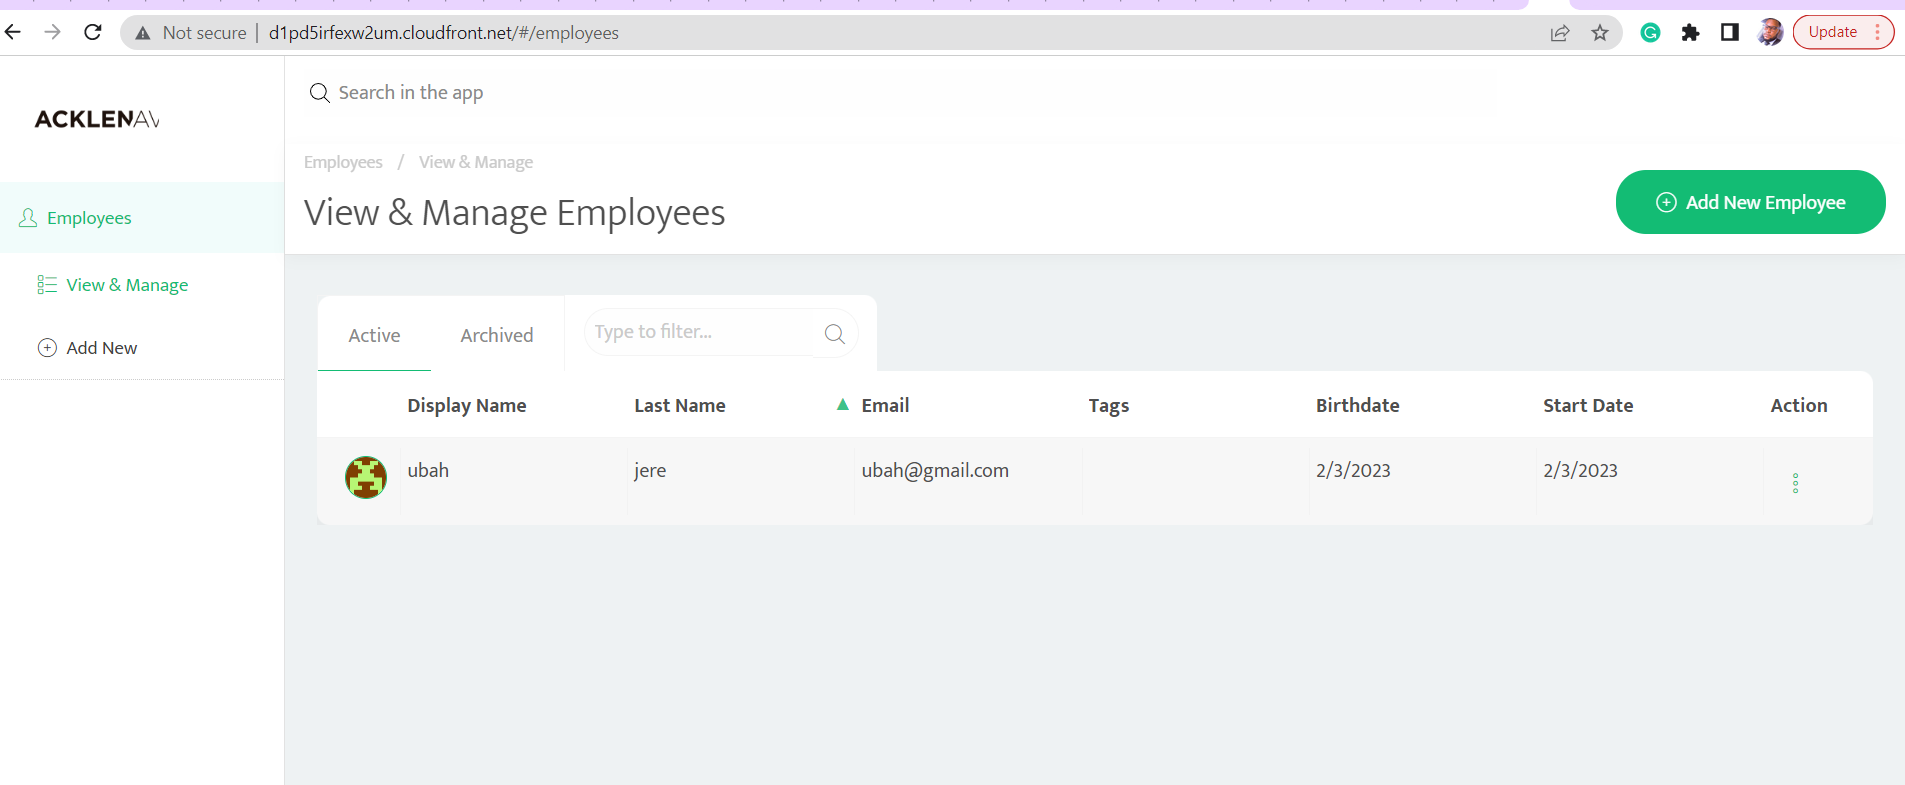 Not secure | d1pd5irfexw2um.cloudfront.net/#/employees
Update
ACKLENAV
Search in the app
Employees / View & Manage
View & Manage Employees
Add New Employee
Employees
View & Manage
Add New
Active Archived Type to filter...
Display Name Last Name Email Tags Birthdate Start Date Action
ubah jere ubah@gmail.com 2/3/2023 2/3/2023